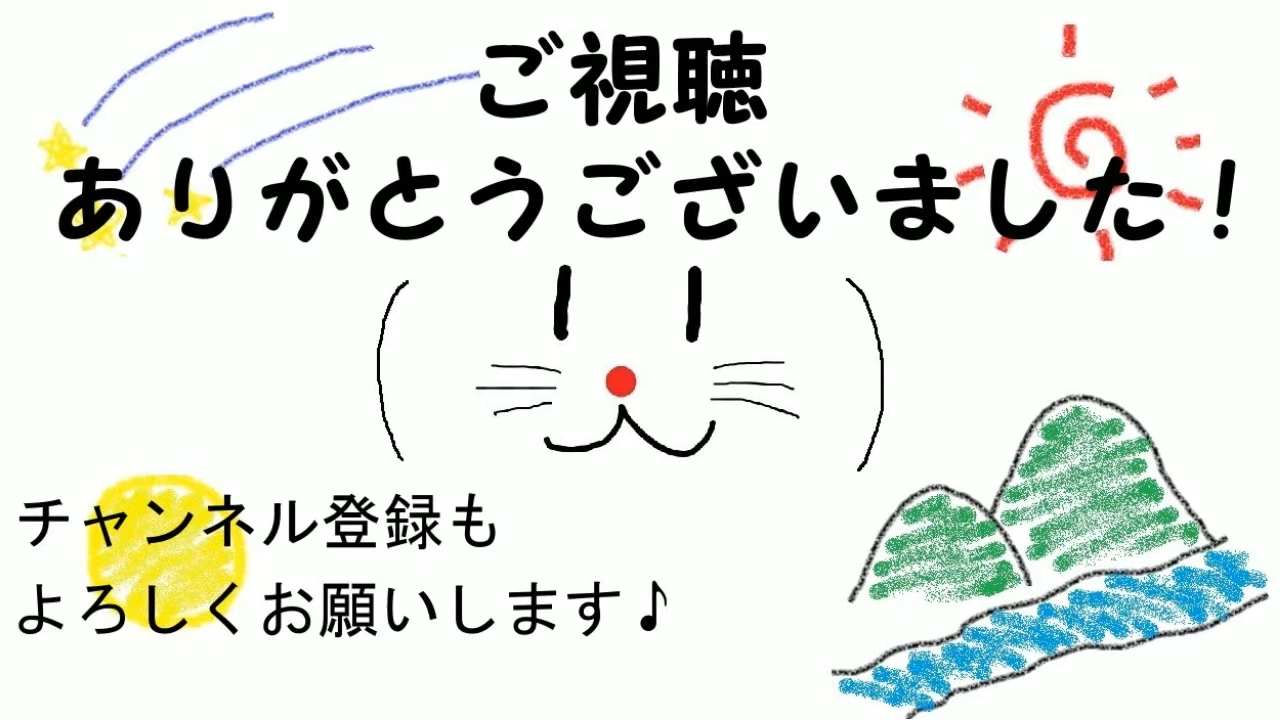 ご視聴
ありがとうございました！
チャンネル登録も
よろしくお願いします♪